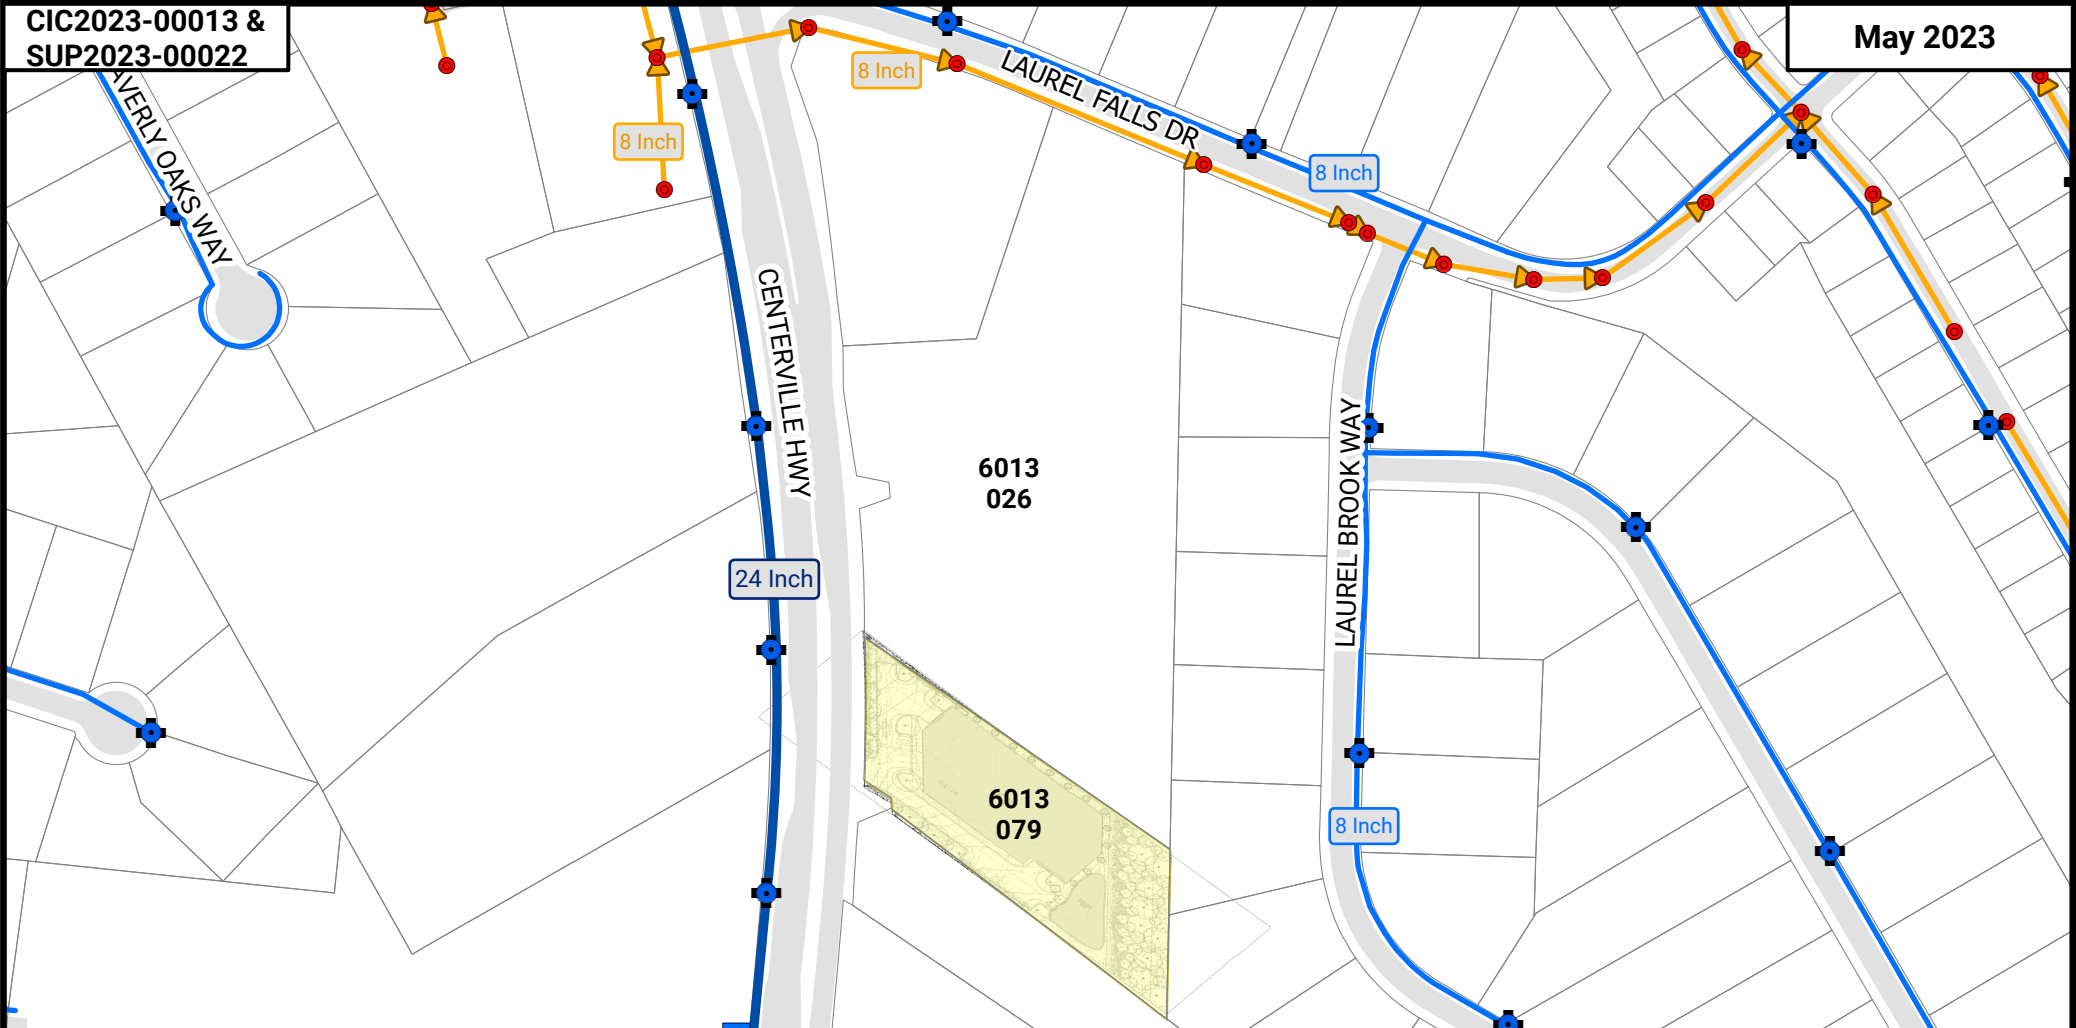 CIC2023-00013 &
SUP2023-00022
May 2023
AVERLY OAKS WAY
8 Inch
8 Inch
LAUREL FALLS DR
8 Inch
CENTERVILLE HWY
6013
026
LAUREL BROOK WAY
24 Inch
6013
079
8 Inch